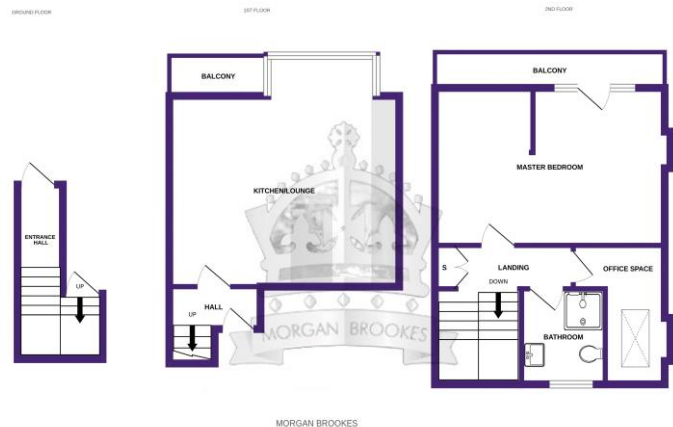 GROUND FLOOR
1ST FLOOR
2ND FLOOR
BALCONY
BALCONY
MASTER BEDROOM
KITCHEN/LOUNGE
ENTRANCE
HALL
S
LANDING
OFFICE SPACE
UP
DOWN
HALL
UP
BATHROOM
MORGAN BROOKES
MORGAN BROOKES